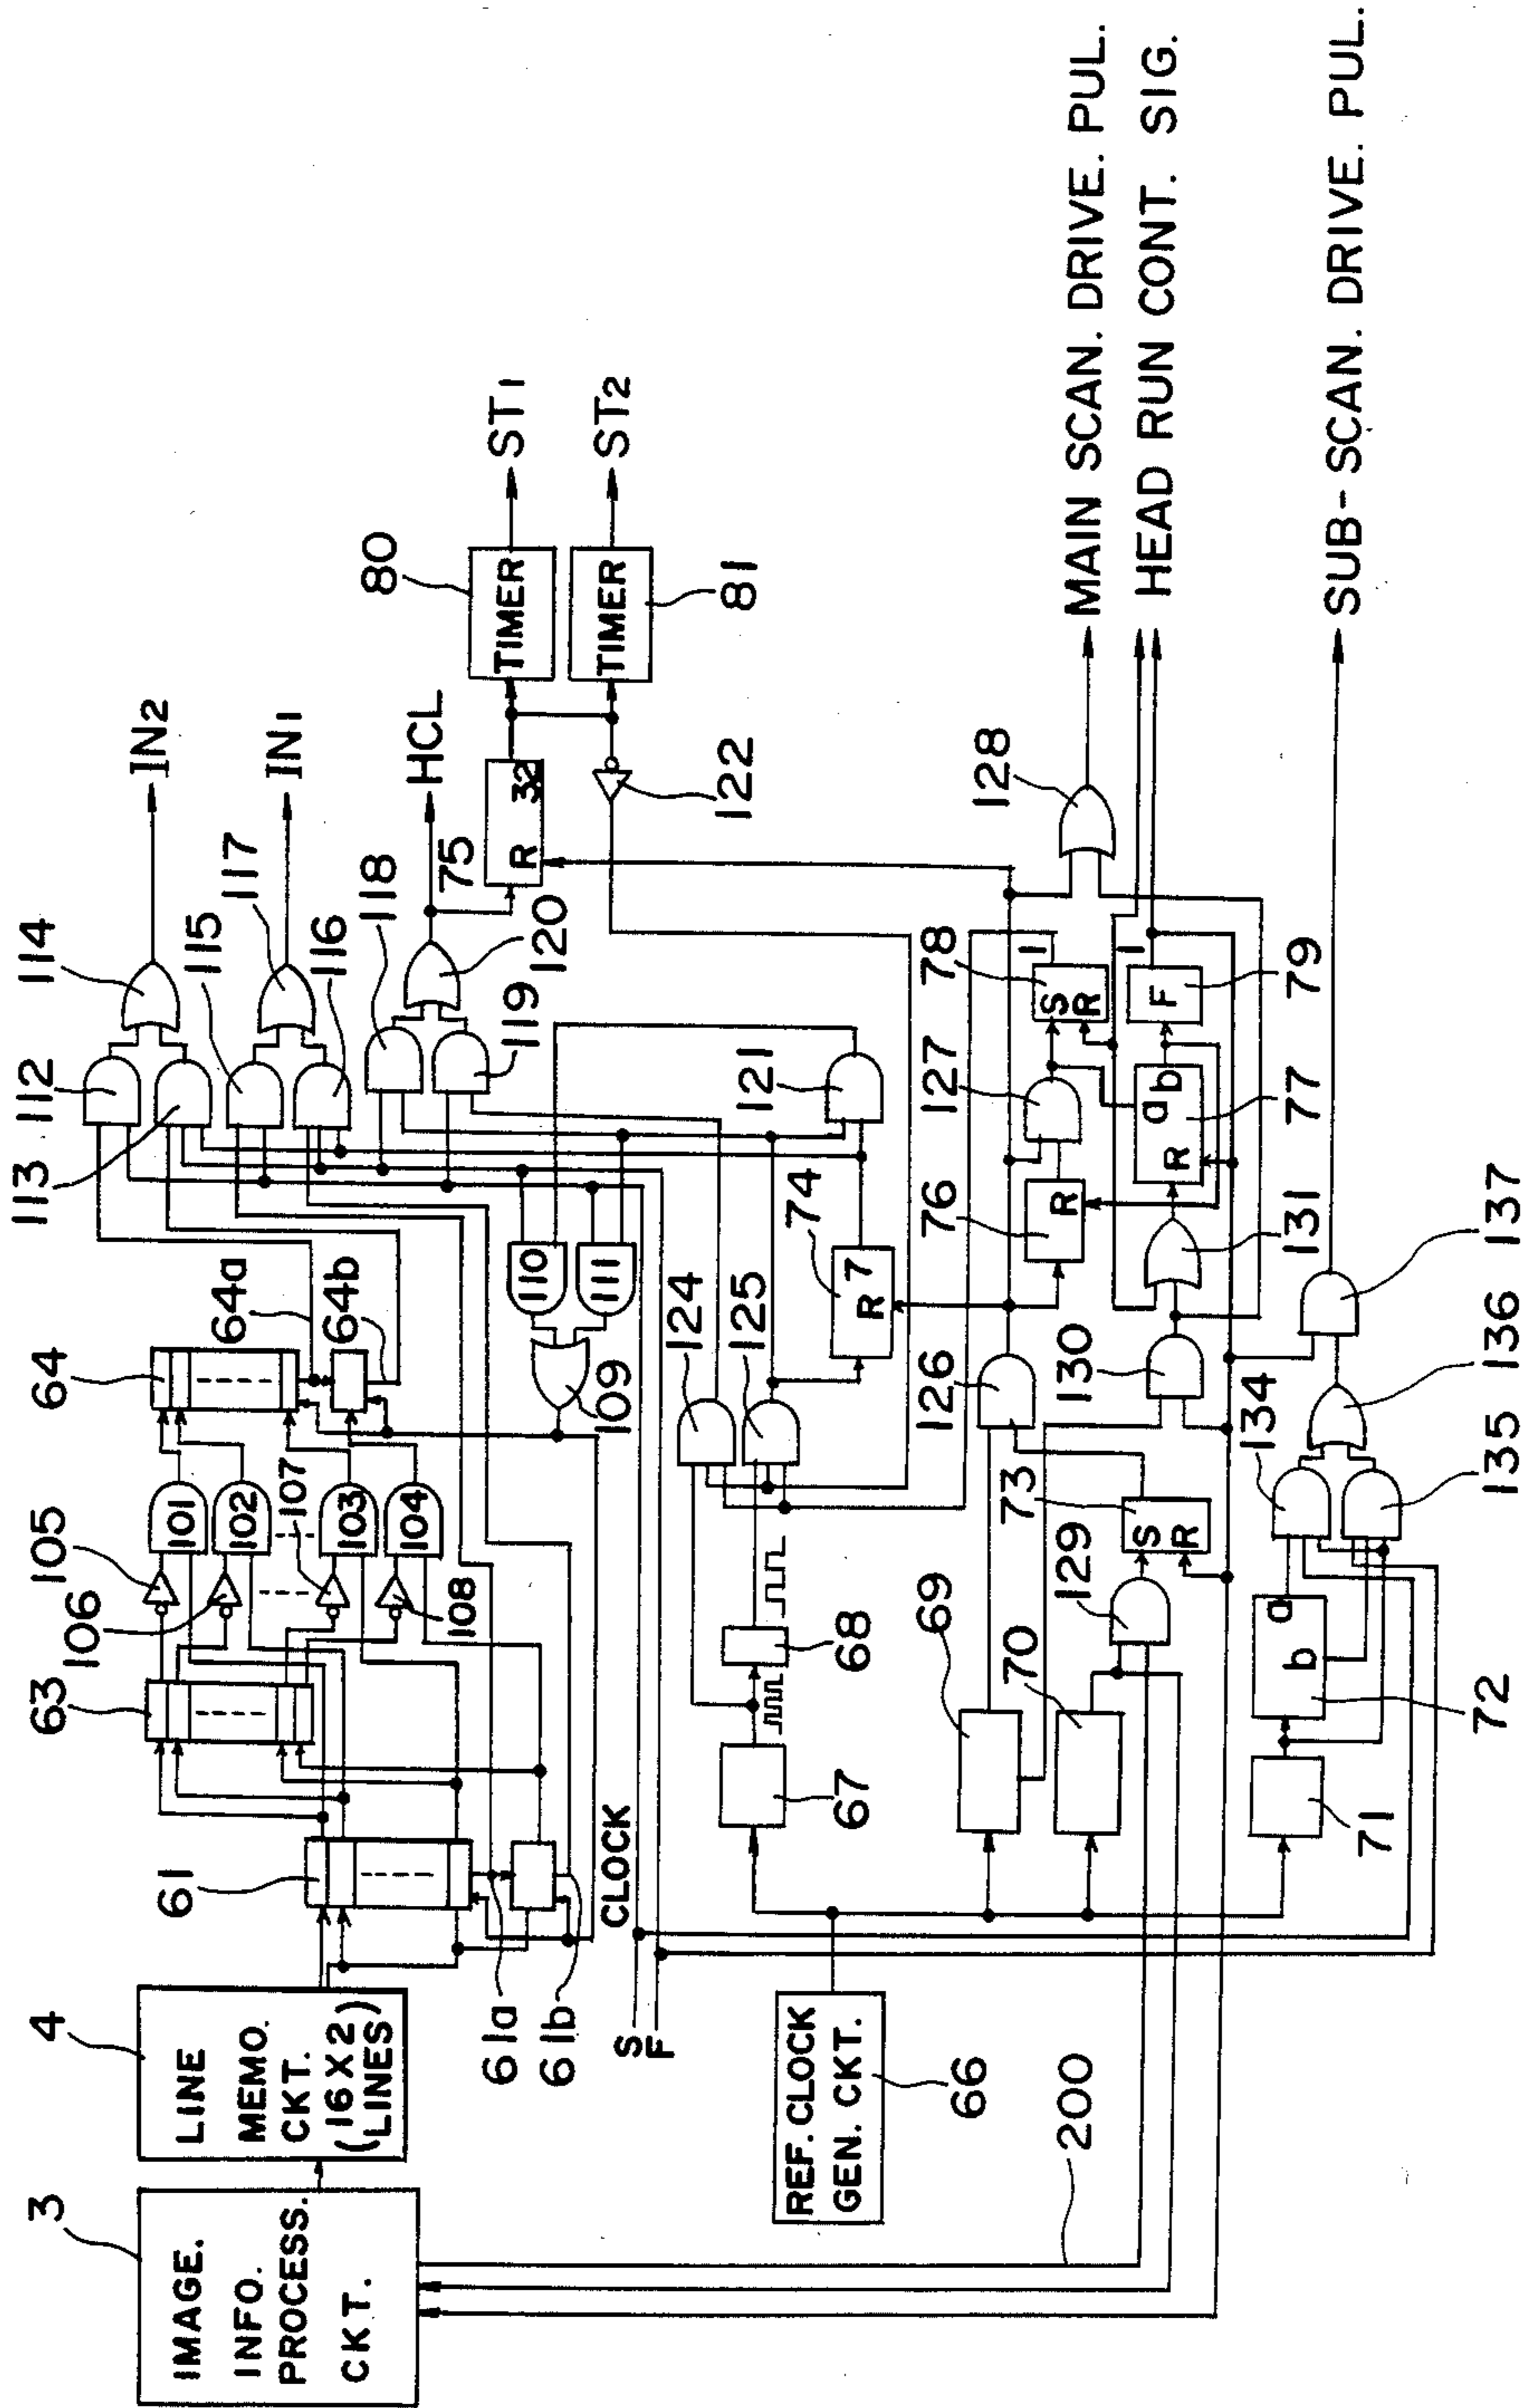 3
IMAGE.
INFO.
PROCESS.
CKT.
4
LINE
MEMO.
CKT.
(16X2)
(LINES)
61
63
105
106
101
102
103
104
107
108
64
64a
64b
112
113
114
115
116
117
IN2
IN1
118
119
120
HCL
75
R
32
80
TIMER
ST1
TIMER
81
ST2
122
61a
61b
CLOCK
S
F
109
110
111
121
124
125
74
R
7
REF. CLOCK
GEN. CKT.
66
67
68
69
70
71
72
a
b
73
S
R
129
126
130
76
R
127
78
S
R
1
F
1
79
77
a
b
R
131
128
134
135
136
137
200
MAIN SCAN. DRIVE. PUL.
HEAD RUN CONT. SIG.
SUB-SCAN. DRIVE. PUL.